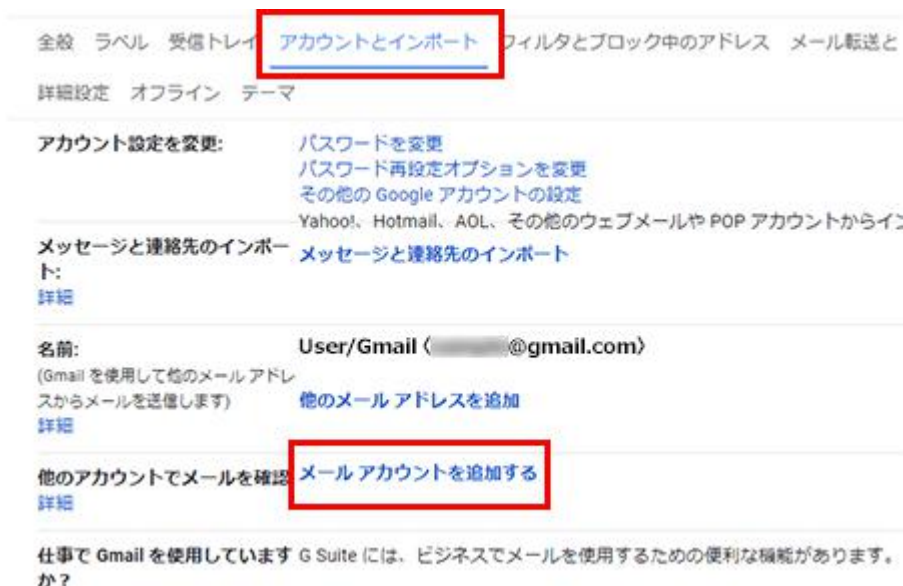 全般 ラベル 受信トレイ アカウントとインポート フィルタとブロック中のアドレス メール転送と
詳細設定 オフライン テーマ
アカウント設定を変更:
パスワードを変更
パスワード再設定オプションを変更
その他の Google アカウントの設定
Yahoo!、Hotmail、AOL、その他のウェブメールや POP アカウントからイン
メッセージと連絡先のインポー
ト:
詳細
メッセージと連絡先のインポート
名前:
(Gmail を使用して他のメール アドレ
スからメールを送信します)
詳細
User/Gmail ( @gmail.com)
他のメール アドレスを追加
他のアカウントでメールを確認
詳細
メール アカウントを追加する
仕事で Gmail を使用しています
か?
G Suite には、ビジネスでメールを使用するための便利な機能があります。